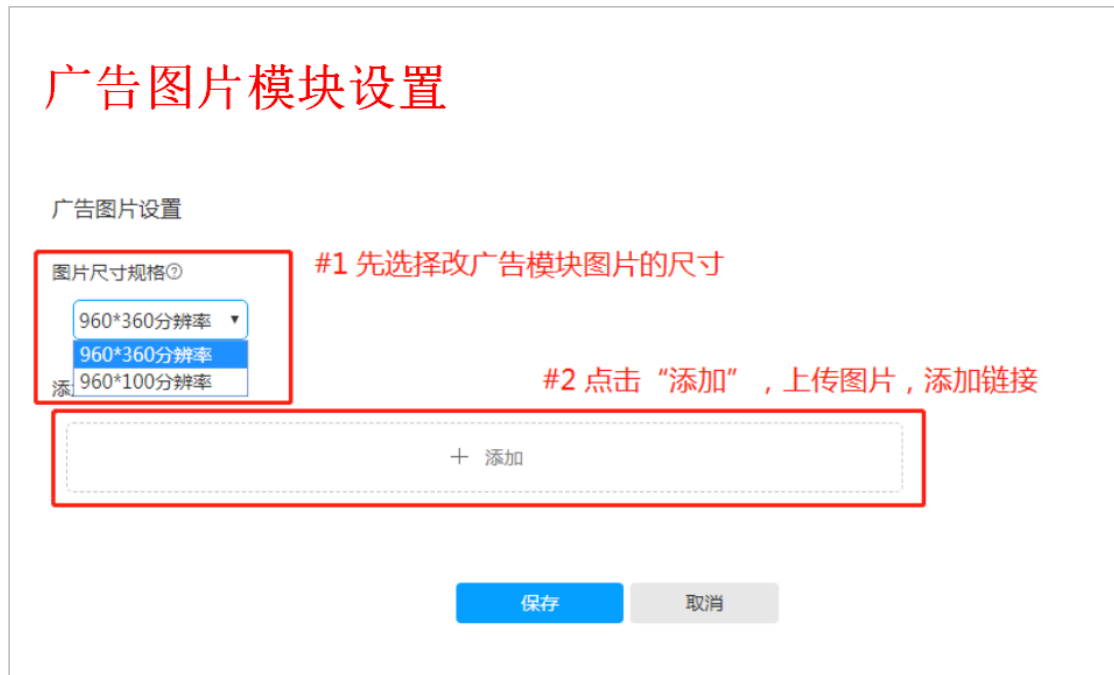 广告图片模块设置
广告图片设置
图片尺寸规格?
#1 先选择改广告模块图片的尺寸
960*360分辨率
960*360分辨率
960*100分辨率
#2 点击“添加”，上传图片，添加链接
添
+ 添加
保存
取消